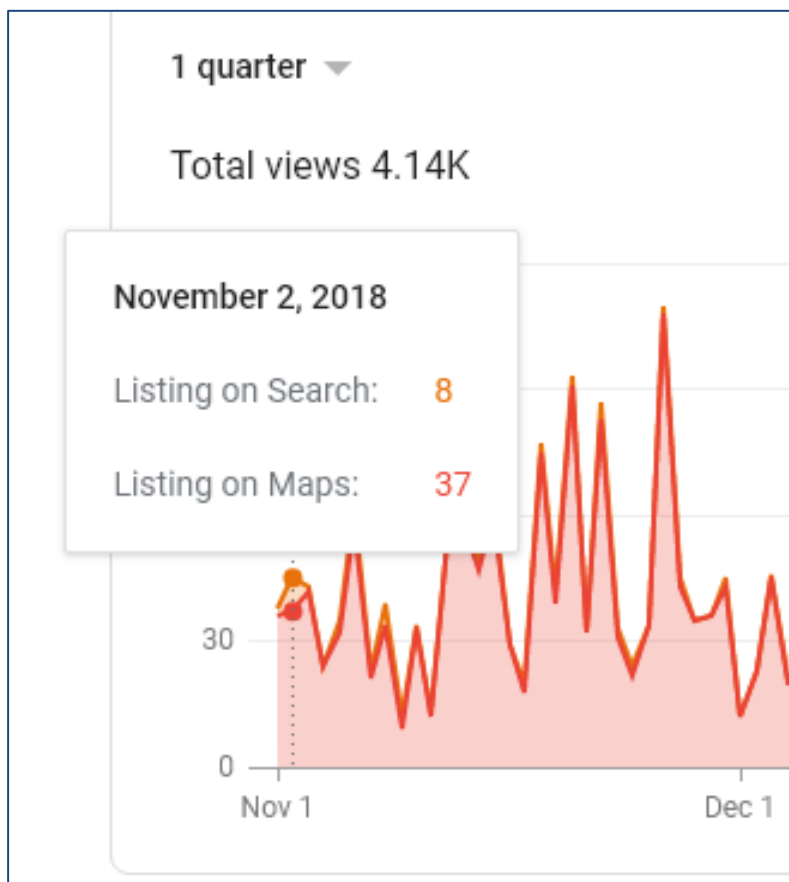 1 quarter
Total views 4.14K
November 2, 2018
Listing on Search: 8
Listing on Maps: 37
30
0
Nov 1 Dec 1